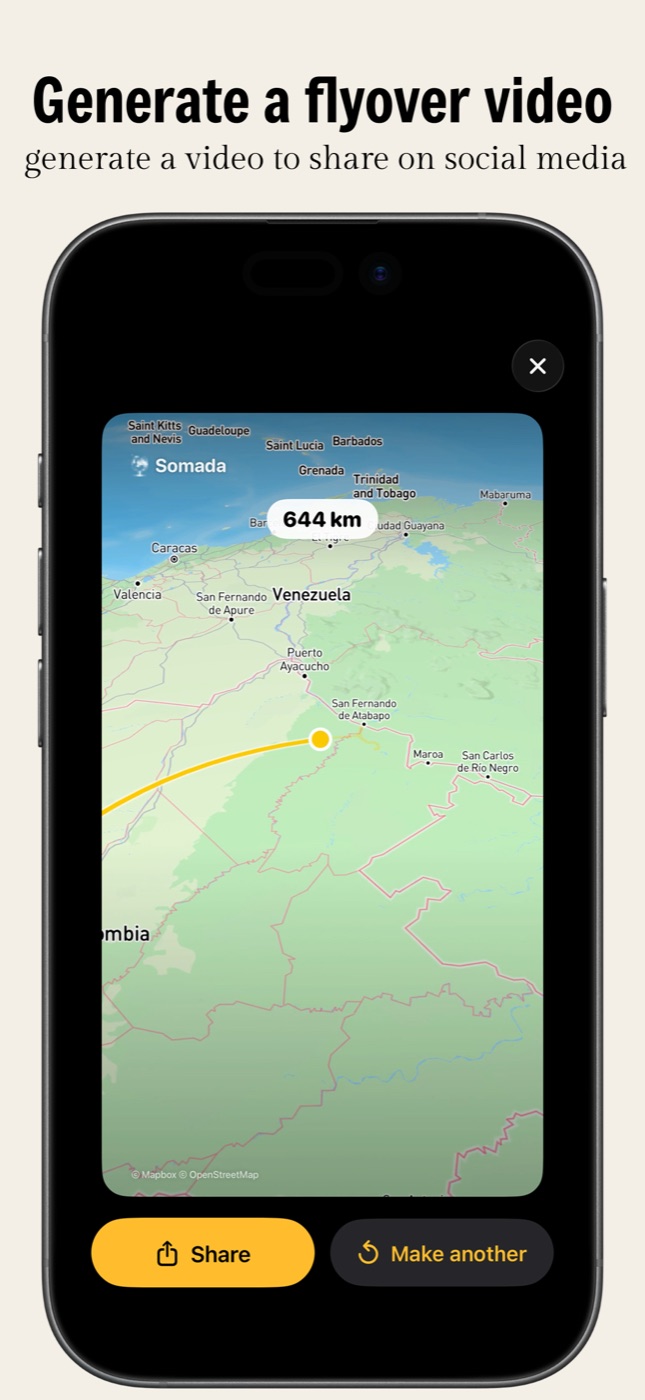 Generate a flyover video
generate a video to share on social media
Saint Kitts
and Nevis
Guadeloupe
Saint Lucia
Barbados
Somada
Grenada
Trinidad
and Tobago
Mabaruma
644 km
Caracas
Valencia
San Fernando
de Apure
Venezuela
Puerto
Ayacucho
San Fernando
de Atabapo
Maroa
San Carlos
de Río Negro
© Mapbox © OpenStreetMap
Share
Make another